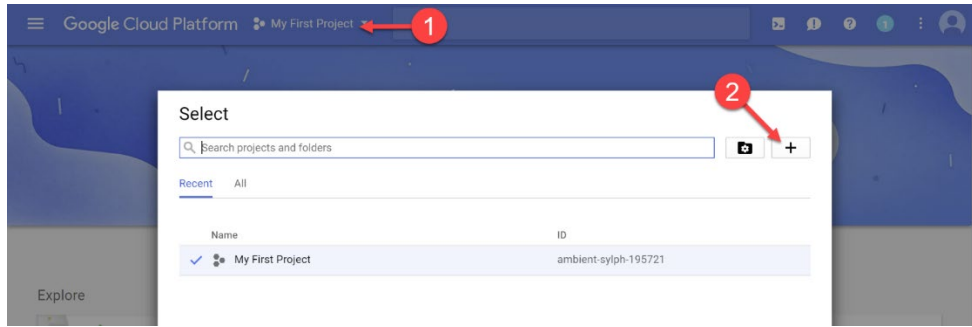 Google Cloud Platform My First Project 1 1
2
Select
Search projects and folders
Recent All
Name ID
My First Project ambient-sylph-195721
Explore